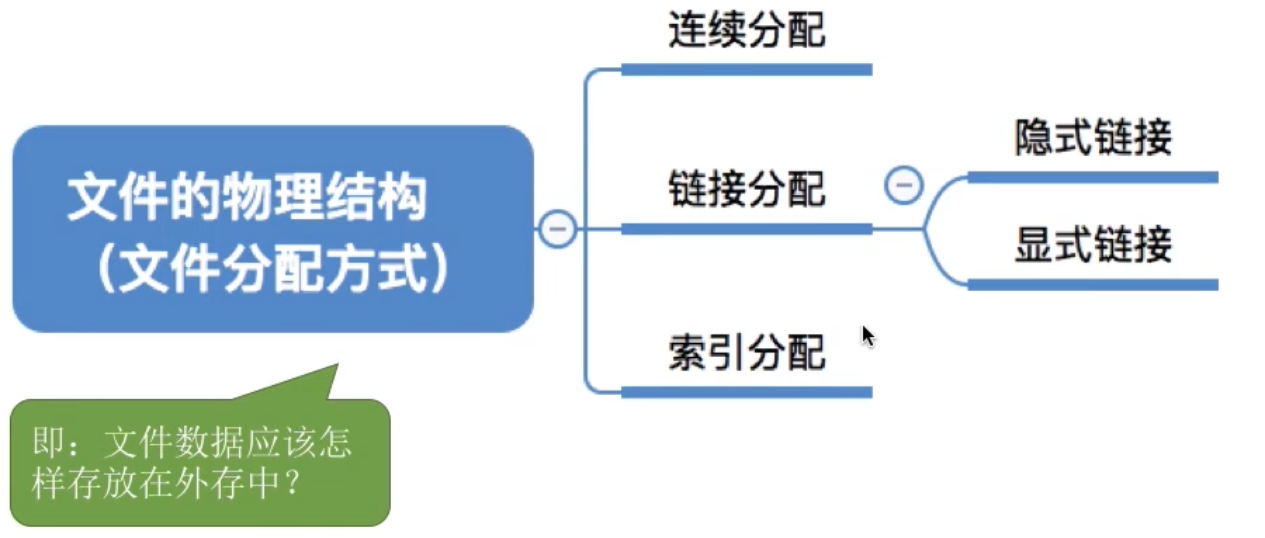 连续分配
隐式链接
文件的物理结构
（文件分配方式）
链接分配
显式链接
索引分配
即：文件数据应该怎
样存放在外存中？